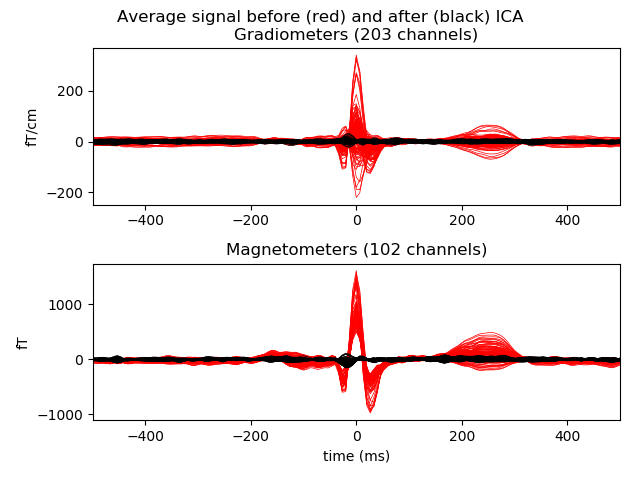 Average signal before (red) and after (black) ICA
Gradiometers (203 channels)
fT/cm
200
0
−200
−400
−200
0
200
400
Magnetometers (102 channels)
fT
1000
0
−1000
−400
−200
0
200
400
time (ms)